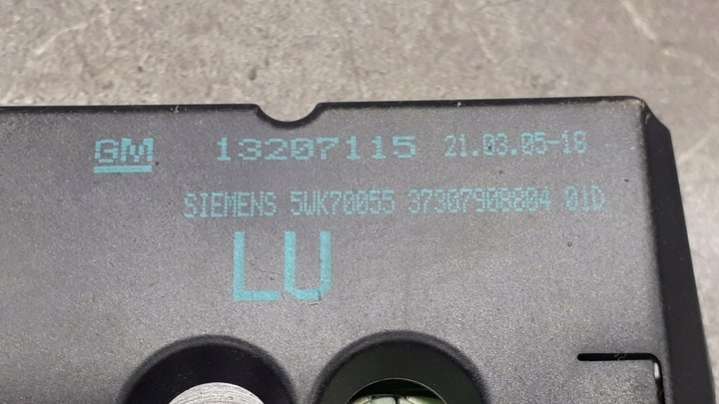 GM 13207115 21.03.05-18
SIEMENS 5WK70055 37307908804 01D
LU